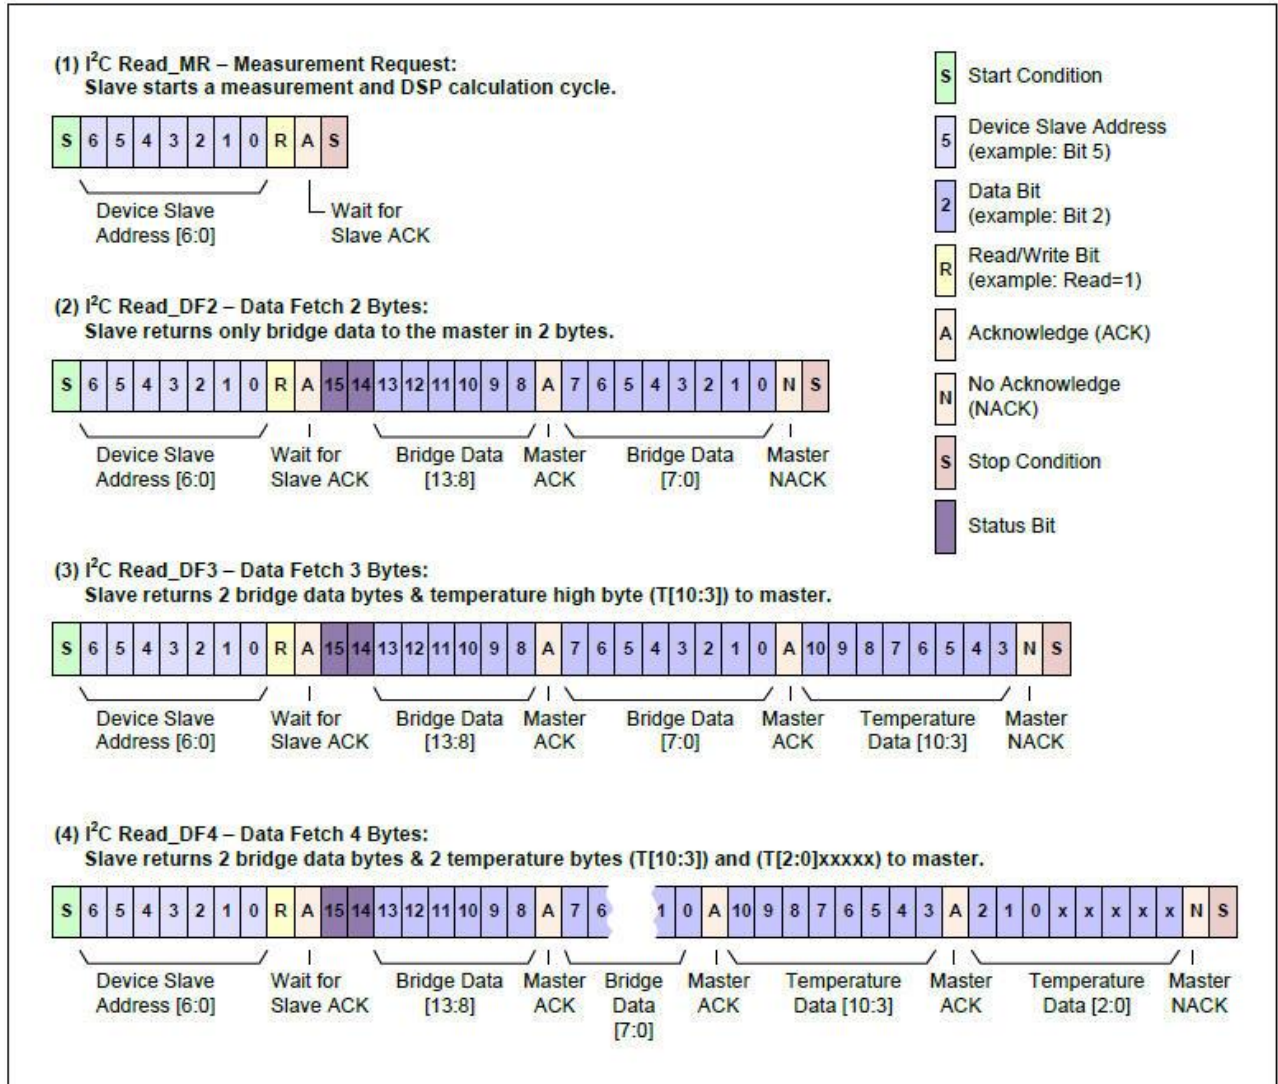 (1) I²C Read_MR – Measurement Request:
Slave starts a measurement and DSP calculation cycle.
S 6 5 4 3 2 1 0 R A S
Device Slave
Address [6:0]
Wait for
Slave ACK
(2) I²C Read_DF2 – Data Fetch 2 Bytes:
Slave returns only bridge data to the master in 2 bytes.
S 6 5 4 3 2 1 0 R A 15 14 13 12 11 10 9 8 A 7 6 5 4 3 2 1 0 N S
Device Slave
Address [6:0]
Wait for
Slave ACK
Bridge Data
[13:8]
Master
ACK
Bridge Data
[7:0]
Master
NACK
S Start Condition
5 Device Slave Address
(example: Bit 5)
2 Data Bit
(example: Bit 2)
R Read/Write Bit
(example: Read=1)
A Acknowledge (ACK)
N No Acknowledge
(NACK)
S Stop Condition
Status Bit
(3) I²C Read_DF3 – Data Fetch 3 Bytes:
Slave returns 2 bridge data bytes & temperature high byte (T[10:3]) to master.
S 6 5 4 3 2 1 0 R A 15 14 13 12 11 10 9 8 A 7 6 5 4 3 2 1 0 A 10 9 8 7 6 5 4 3 N S
Device Slave
Address [6:0]
Wait for
Slave ACK
Bridge Data
[13:8]
Master
ACK
Bridge Data
[7:0]
Master
ACK
Temperature
Data [10:3]
Master
NACK
(4) I²C Read_DF4 – Data Fetch 4 Bytes:
Slave returns 2 bridge data bytes & 2 temperature bytes (T[10:3]) and (T[2:0]xxxxx) to master.
S 6 5 4 3 2 1 0 R A 15 14 13 12 11 10 9 8 A 7 6 1 0 A 10 9 8 7 6 5 4 3 A 2 1 0 x x x x x N S
Device Slave
Address [6:0]
Wait for
Slave ACK
Bridge Data
[13:8]
Master
ACK
Bridge
Data
[7:0]
Master
ACK
Temperature
Data [10:3]
Master
ACK
Temperature
Data [2:0]
Master
NACK